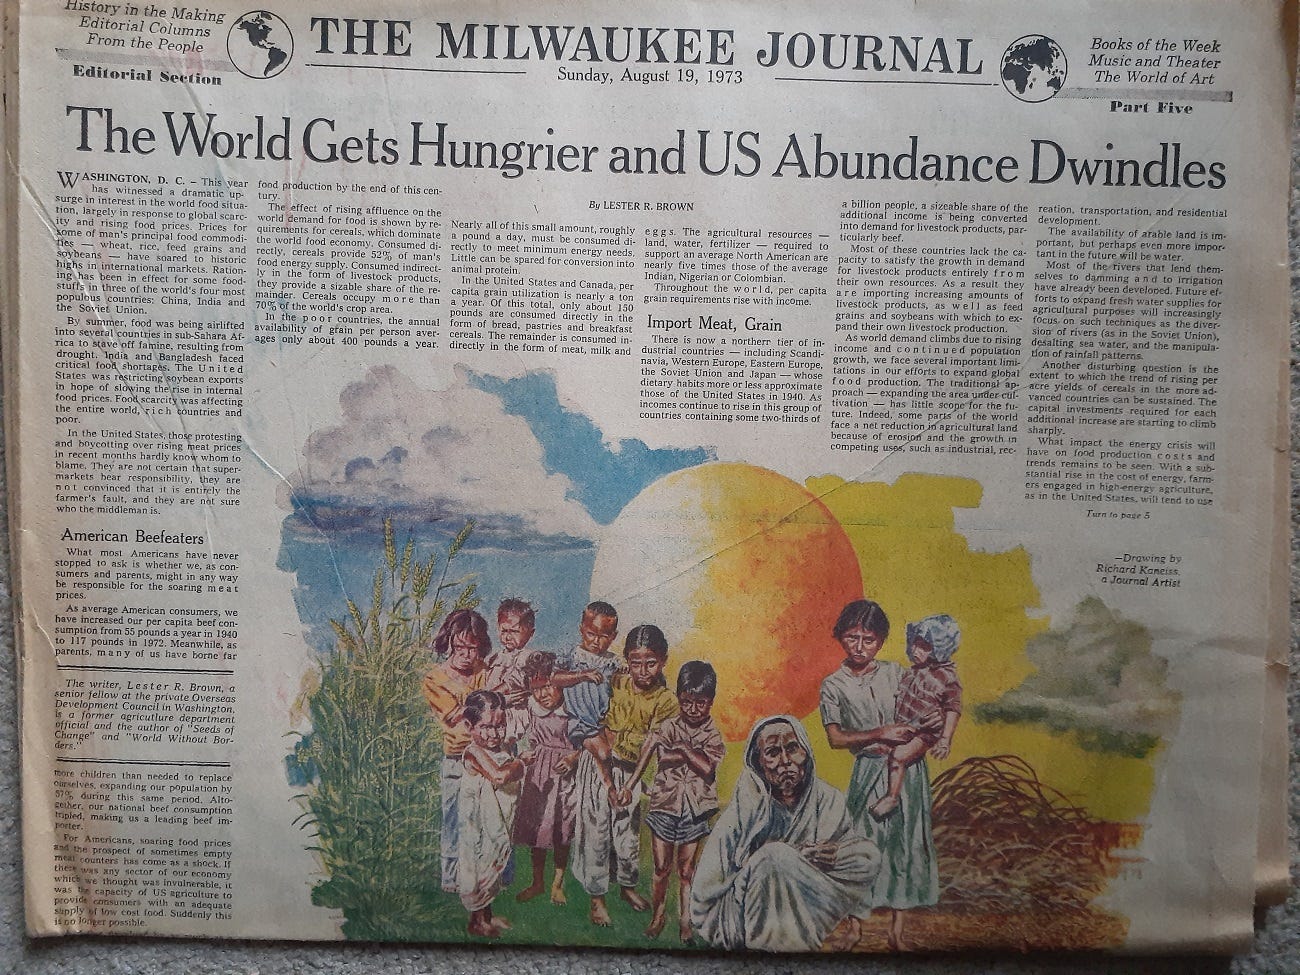 History in the Making
Editorial Columns
From the People
Editorial Section
THE MILWAUKEE JOURNAL
Sunday, August 19, 1973
Books of the Week
Music and Theater
The World of Art
Part Five
The World Gets Hungrier and US Abundance Dwindles
By LESTER R. BROWN
WASHINGTON, D. C. – This year
has witnessed a dramatic up-
surge in interest in the world food situa-
tion, largely in response to global scarc-
ity and rising food prices. Prices for
some of man's principal food commodi-
ties — wheat, rice, feed grains and
soybeans — have soared to historic
highs in international markets. Ration-
ing has been in effect for some food-
stuffs in three of the world's four most
populous countries: China, India and
the Soviet Union.
By summer, food was being airlifted
into several countries in sub-Sahara Af-
rica to stave off famine, resulting from
drought. India and Bangladesh faced
critical food shortages. The United
States was restricting soybean exports
in hope of slowing the rise in internal
food prices. Food scarcity was affecting
the entire world, rich countries and
poor.
In the United States, those protesting
and boycotting over rising meat prices
in recent months hardly know whom to
blame. They are not certain that super-
markets bear responsibility, they are
not convinced that it is entirely the
farmer's fault, and they are not sure
who the middleman is.
American Beefeaters
What most Americans have never
stopped to ask is whether we, as con-
sumers and parents, might in any way
be responsible for the soaring meat
prices.
As average American consumers, we
have increased our per capita beef con-
sumption from 55 pounds a year in 1940
to 117 pounds in 1972. Meanwhile, as
parents, many of us have borne far
The writer, Lester R. Brown, a
senior fellow at the private Overseas
Development Council in Washington,
is a former agricutlure department
official and the author of "Seeds of
Change" and "World Without Bor-
ders."
more children than needed to replace
ourselves, expanding our population by
57% during this same period. Alto-
gether, our national beef consumption
tripled, making us a leading beef im-
porter.
For Americans, soaring food prices
and the prospect of sometimes empty
meat counters has come as a shock. If
there was any sector of our economy
which we thought was invulnerable, it
was the capacity of US agriculture to
provide consumers with an adequate
supply of low cost food. Suddenly this
is no longer possible.
food production by the end of this cen-
tury.
The effect of rising affluence on the
world demand for food is shown by re-
quirements for cereals, which dominate
the world food economy. Consumed di-
rectly, cereals provide 52% of man's
food energy supply. Consumed indirect-
ly in the form of livestock products,
they provide a sizable share of the re-
mainder. Cereals occupy more than
70% of the world's crop area.
In the poor countries, the annual
availability of grain per person aver-
ages only about 400 pounds a year.
Nearly all of this small amount, roughly
a pound a day, must be consumed di-
rectly to meet minimum energy needs.
Little can be spared for conversion into
animal protein.
In the United States and Canada, per
capita grain utilization is nearly a ton
a year. Of this total, only about 150
pounds are consumed directly in the
form of bread, pastries and breakfast
cereals. The remainder is consumed in-
directly in the form of meat, milk and
eggs. The agricultural resources —
land, water, fertilizer — required to
support an average North American are
nearly five times those of the average
Indian, Nigerian or Colombian.
Throughout the world, per capita
grain requirements rise with income.
Import Meat, Grain
There is now a northern tier of in-
dustrial countries — including Scandi-
navia, Western Europe, Eastern Europe,
the Soviet Union and Japan — whose
dietary habits more or less approximate
those of the United States in 1940. As
incomes continue to rise in this group of
countries containing some two-thirds of
a billion people, a sizeable share of the
additional income is being converted
into demand for livestock products, par-
ticularly beef.
Most of these countries lack the ca-
pacity to satisfy the growth in demand
for livestock products entirely from
their own resources. As a result they
are importing increasing amounts of
livestock products, as well as feed
grains and soybeans with which to ex-
pand their own livestock production.
As world demand climbs due to rising
income and continued population
growth, we face several important limi-
tations in our efforts to expand global
food production. The traditional ap-
proach — expanding the area under cul-
tivation — has little scope for the fu-
ture. Indeed, some parts of the world
face a net reduction in agricultural land
because of erosion and the growth in
competing uses, such as industrial, rec-
reation, transportation, and residential
development.
The availability of arable land is im-
portant, but perhaps even more impor-
tant in the future will be water.
Most of the rivers that lend them-
selves to damming and to irrigation
have already been developed. Future ef-
forts to expand fresh water supplies for
agricultural purposes will increasingly
focus on such techniques as the diver-
sion of rivers (as in the Soviet Union),
desalting sea water, and the manipula-
tion of rainfall patterns.
Another disturbing question is the
extent to which the trend of rising per
acre yields of cereals in the more ad-
vanced countries can be sustained. The
capital investments required for each
additional increase are starting to climb
sharply.
What impact the energy crisis will
have on food production costs and
trends remains to be seen. With a sub-
stantial rise in the cost of energy, farm-
ers engaged in high-energy agriculture,
as in the United States, will tend to use
Turn to page 5
—Drawing by
Richard Kaneiss,
a Journal Artist